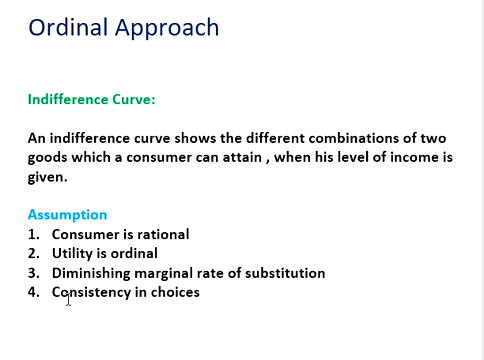 Ordinal Approach
Indifference Curve:
An indifference curve shows the different combinations of two
goods which a consumer can attain , when his level of income is
given.
Assumption
1. Consumer is rational
2. Utility is ordinal
3. Diminishing marginal rate of substitution
4. Consistency in choices